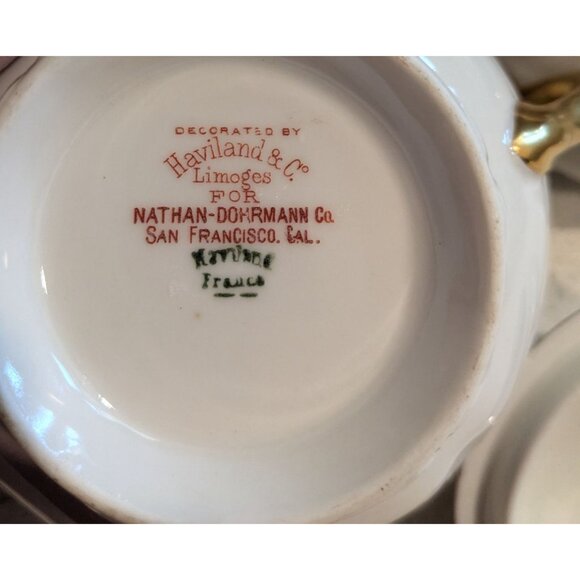 DECORATED BY
Haviland & Co
Limoges
FOR
NATHAN-DOHRMANN Co.
SAN FRANCISCO. CAL.
Haviland
France